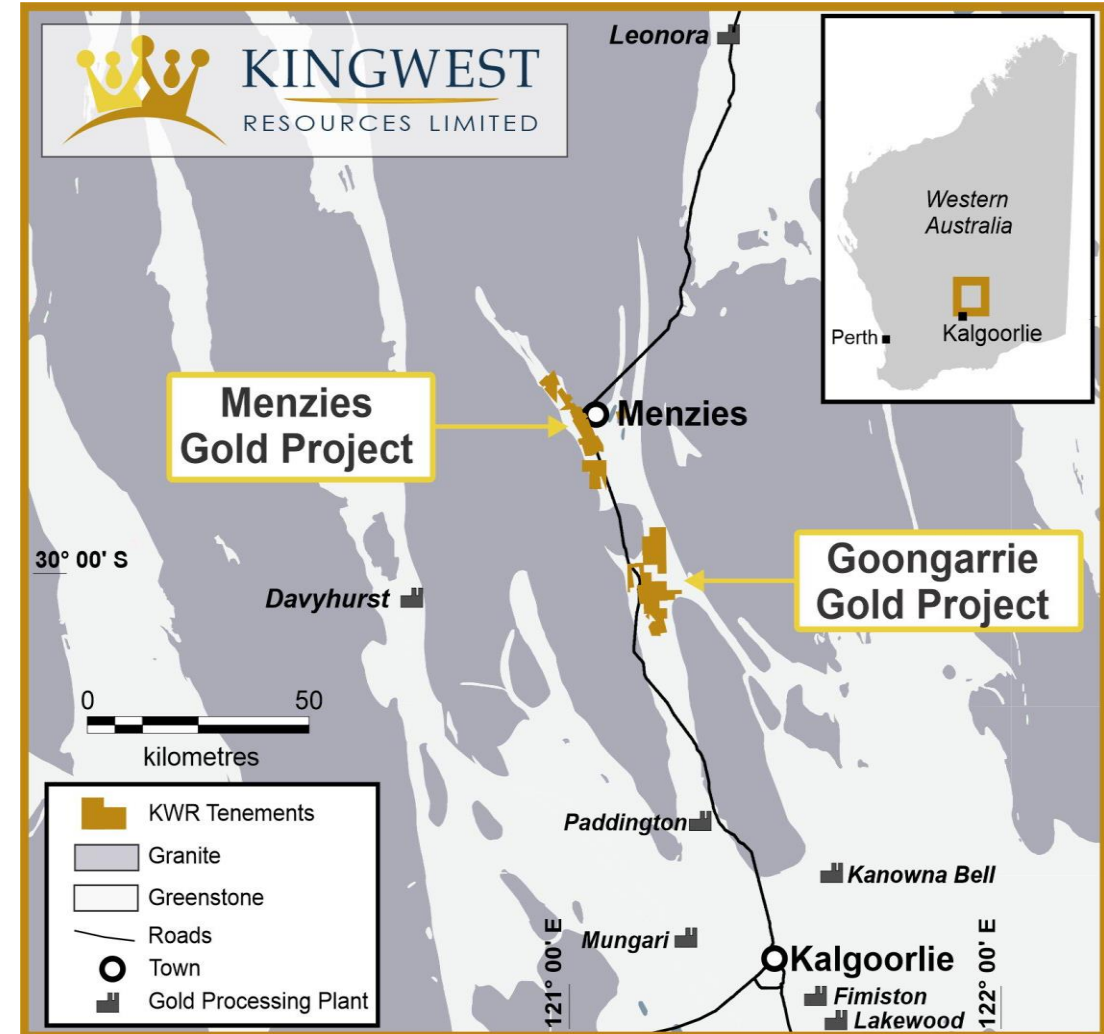 KINGWEST
RESOURCES LIMITED
Leonora
Western
Australia
Perth
Kalgoorlie
Menzies
Gold Project
Menzies
30° 00' S
Davyhurst
Goongarrie
Gold Project
0 50
kilometres
KWR Tenements
Granite
Greenstone
Roads
Town
Gold Processing Plant
Paddington
Kanowna Bell
Mungari
121° 00' E
Kalgoorlie
Fimiston
Lakewood
122° 00' E